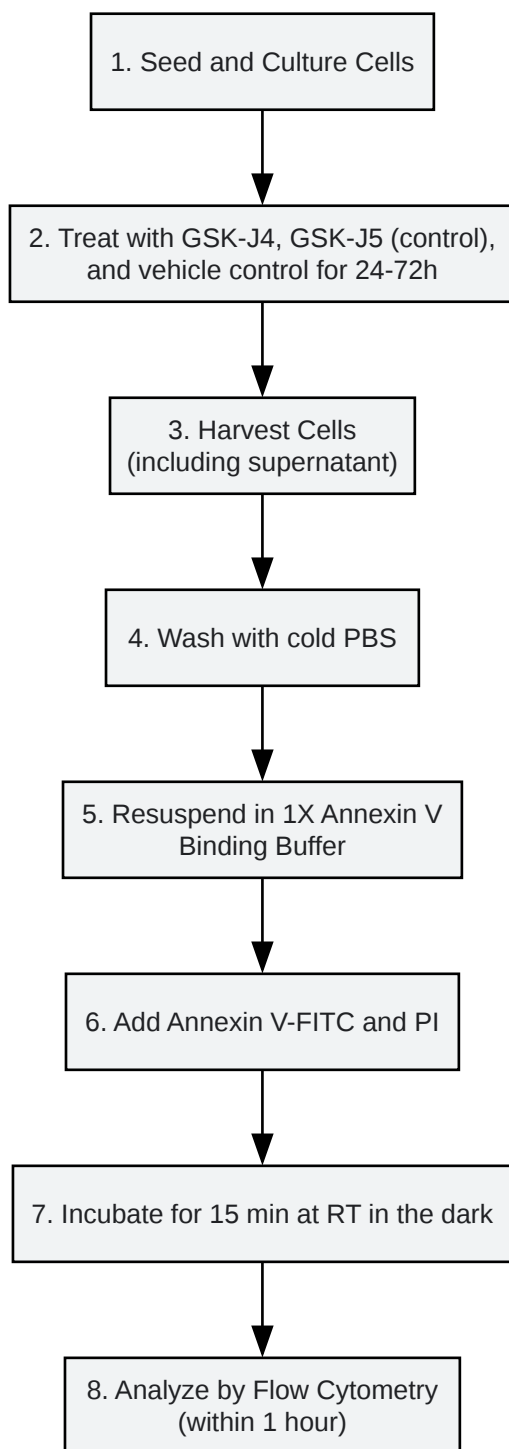 1. Seed and Culture Cells
2. Treat with GSK-J4, GSK-J5 (control),
and vehicle control for 24-72h
3. Harvest Cells
(including supernatant)
4. Wash with cold PBS
5. Resuspend in 1X Annexin V
Binding Buffer
6. Add Annexin V-FITC and PI
7. Incubate for 15 min at RT in the dark
8. Analyze by Flow Cytometry
(within 1 hour)